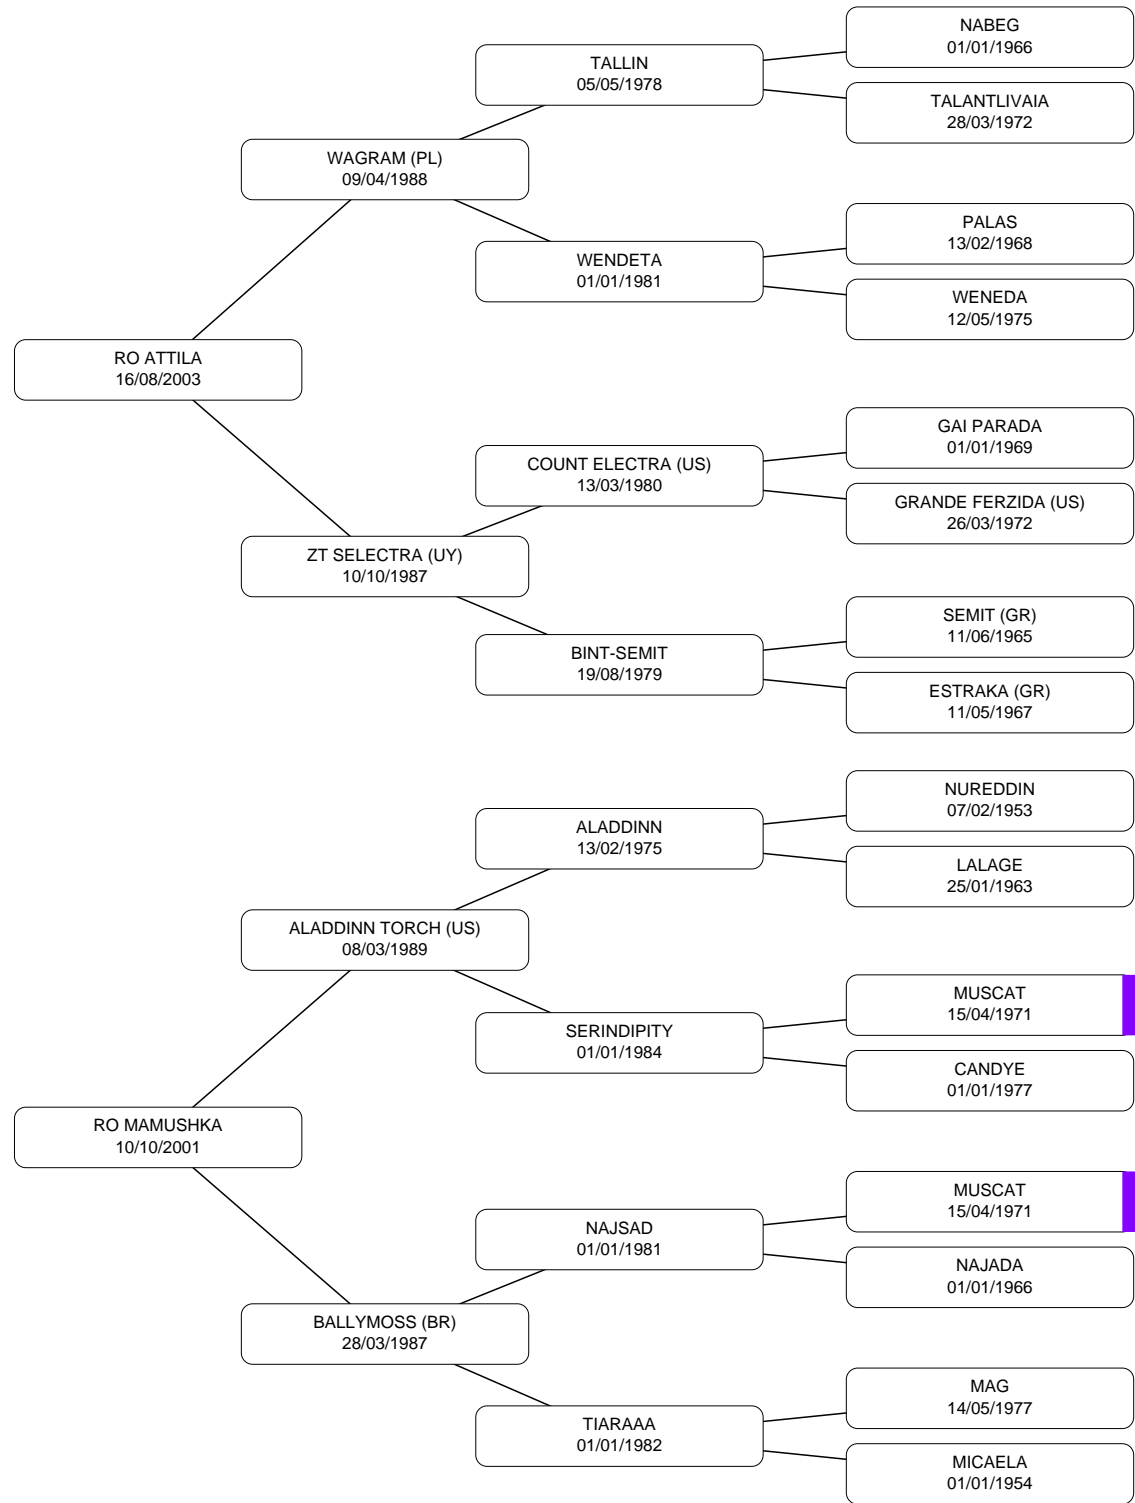 NABEG
01/01/1966
TALLIN
05/05/1978
TALANTLIVAIA
28/03/1972
WAGRAM (PL)
09/04/1988
PALAS
13/02/1968
WENDETA
01/01/1981
WENEDA
12/05/1975
RO ATTILA
16/08/2003
GAI PARADA
01/01/1969
COUNT ELECTRA (US)
13/03/1980
GRANDE FERZIDA (US)
26/03/1972
ZT SELECTRA (UY)
10/10/1987
SEMIT (GR)
11/06/1965
BINT-SEMIT
19/08/1979
ESTRAKA (GR)
11/05/1967
NUREDDIN
07/02/1953
ALADDINN
13/02/1975
LALAGE
25/01/1963
ALADDINN TORCH (US)
08/03/1989
MUSCAT
15/04/1971
SERINDIPITY
01/01/1984
CANDYE
01/01/1977
RO MAMUSHKA
10/10/2001
MUSCAT
15/04/1971
NAJSAD
01/01/1981
NAJADA
01/01/1966
BALLYMOSS (BR)
28/03/1987
MAG
14/05/1977
TIARAAA
01/01/1982
MICAELA
01/01/1954